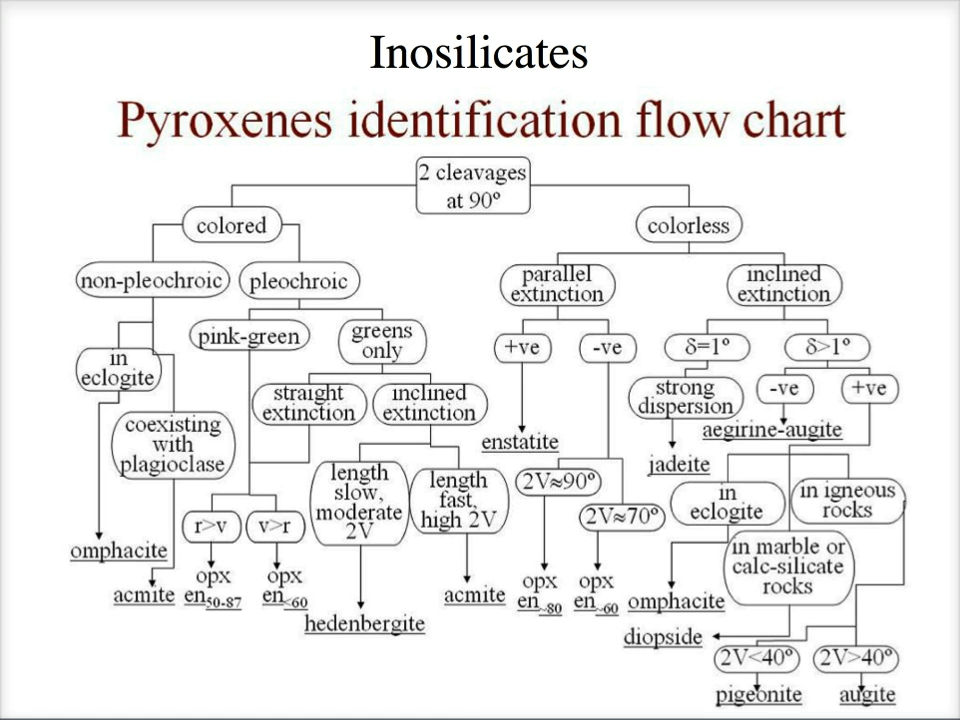 Inosilicates
Pyroxenes identification flow chart
2 cleavages
at 90º
colored
colorless
non-pleochroic
pleochroic
parallel
extinction
inclined
extinction
pink-green
greens
only
+ve
-ve
δ=1º
δ>1º
in
eclogite
straight
extinction
inclined
extinction
strong
dispersion
-ve
+ve
coexisting
with
plagioclase
enstatite
aegirine-augite
jadeite
length
slow,
moderate
2V
length
fast,
high 2V
2V≈90º
2V≈70º
in
eclogite
in igneous
rocks
r>v
v>r
in marble or
calc-silicate
rocks
omphacite
acmite
opx
en50-87
opx
en<60
hedenbergite
acmite
opx
en~80
opx
en~60
omphacite
diopside
2V<40º
2V>40º
pigeonite
augite